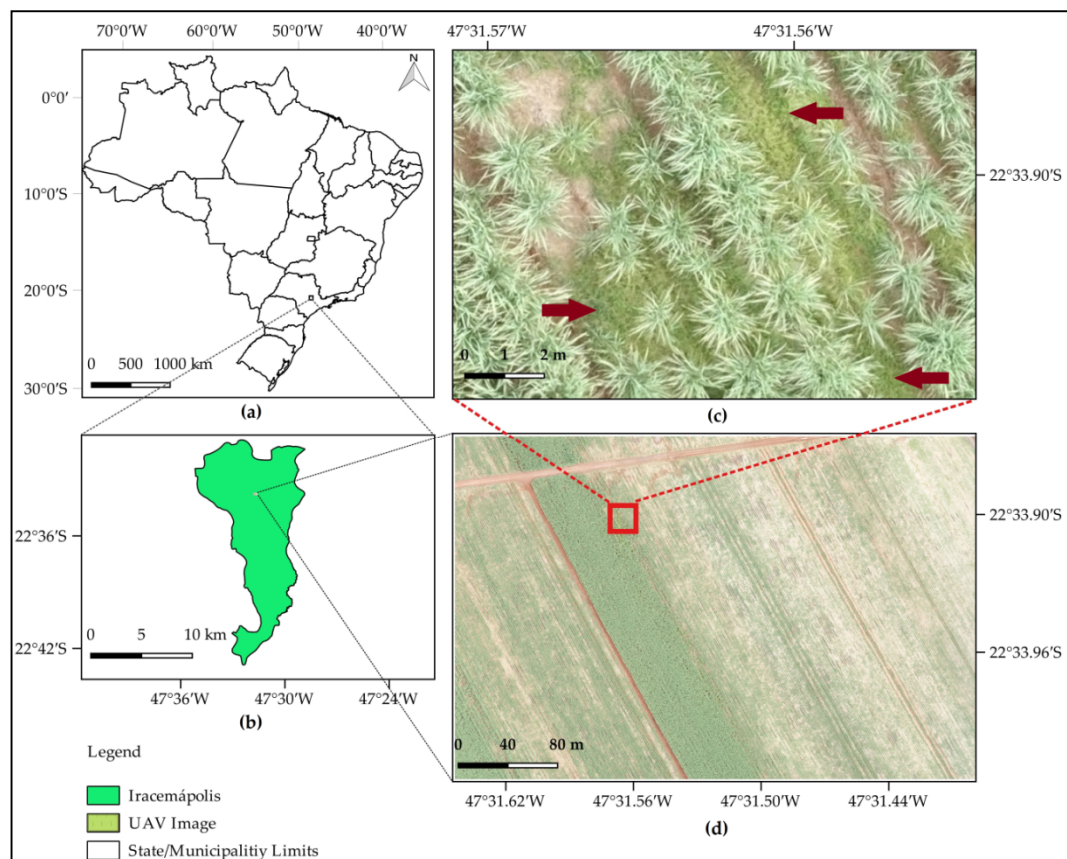 70°0′W 60°0′W 50°0′W 40°0′W
N
0°0′
10°0′S
20°0′S
30°0′S
0 500 1000 km
(a)
47°31.57′W 47°31.56′W
22°33.90′S
0 1 2 m
(c)
22°36′S
22°42′S
0 5 10 km
47°36′W 47°30′W 47°24′W
(b)
22°33.90′S
22°33.96′S
0 40 80 m
47°31.62′W 47°31.56′W 47°31.50′W 47°31.44′W
(d)
Legend
Iracemápolis
UAV Image
State/Municipalitiy Limits